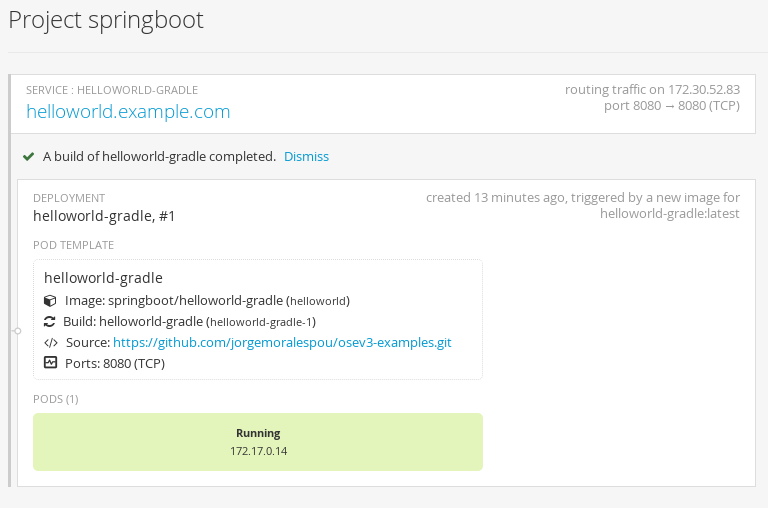 Project springboot
SERVICE : HELLOWORLD-GRADLE
helloworld.example.com
routing traffic on 172.30.52.83
port 8080 → 8080 (TCP)
A build of helloworld-gradle completed. Dismiss
DEPLOYMENT
helloworld-gradle, #1
created 13 minutes ago, triggered by a new image for
helloworld-gradle:latest
POD TEMPLATE
helloworld-gradle
Image: springboot/helloworld-gradle (helloworld)
Build: helloworld-gradle (helloworld-gradle-1)
Source: https://github.com/jorgemoralespou/osev3-examples.git
Ports: 8080 (TCP)
PODS (1)
Running
172.17.0.14